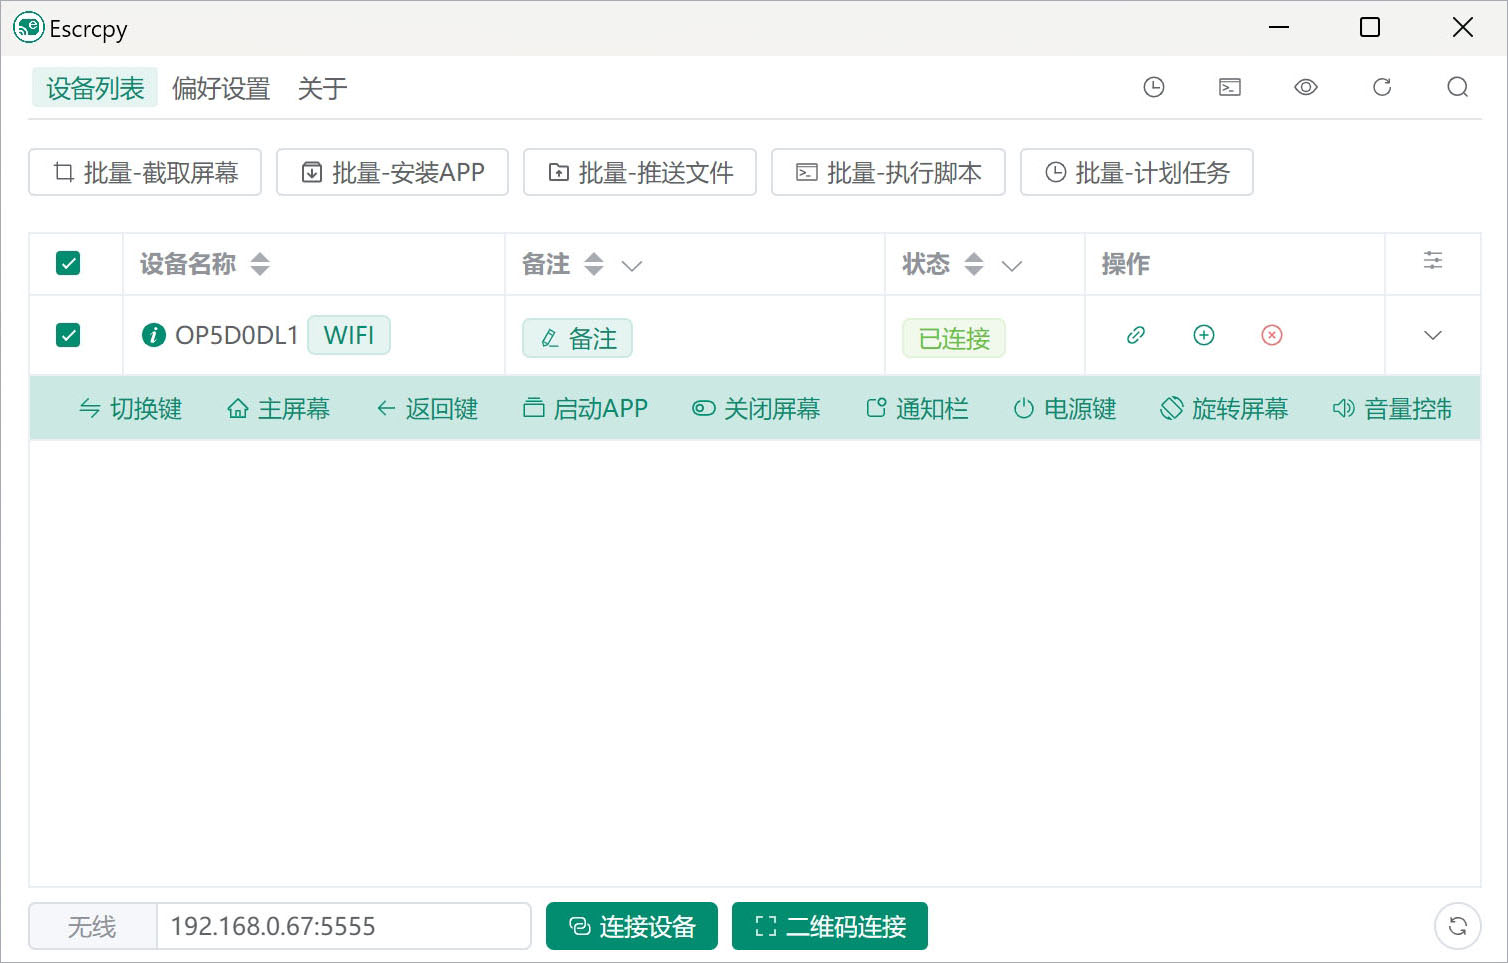 Escrcpy
设备列表 偏好设置 关于
批量-截取屏幕 批量-安装APP 批量-推送文件 批量-执行脚本 批量-计划任务
设备名称 备注 状态 操作
OP5D0DL1 WIFI 备注 已连接
切换键 主屏幕 返回键 启动APP 关闭屏幕 通知栏 电源键 旋转屏幕 音量控制
无线 192.168.0.67:5555 连接设备 二维码连接